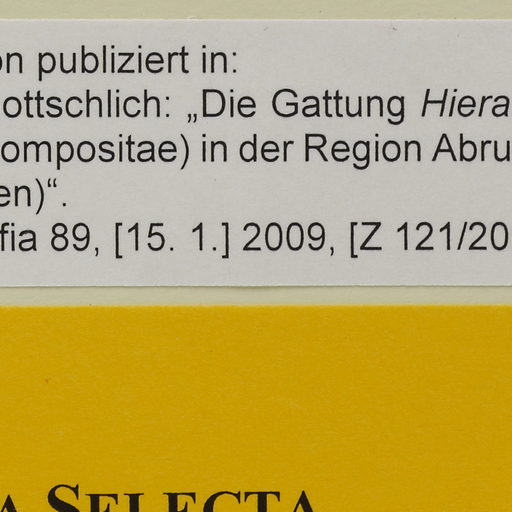 on publiziert in:
ottschlich: „Die Gattung Hiera
ompositae) in der Region Abru
en)“.
fia 89, [15. 1.] 2009, [Z 121/20
A SELECTA